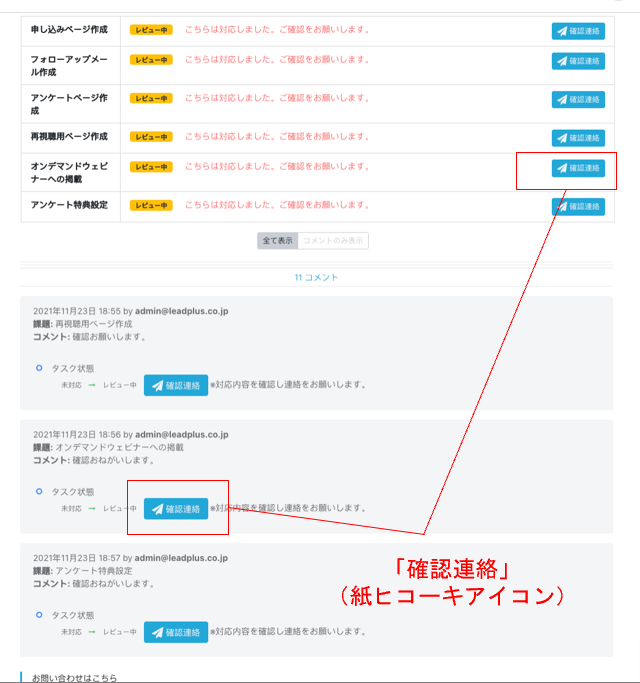 申し込みページ作成 レビュー中 こちらは対応しました。ご確認をお願いします。 確認連絡
フォローアップメー
ル作成 レビュー中 こちらは対応しました。ご確認をお願いします。 確認連絡
アンケートページ作
成 レビュー中 こちらは対応しました。ご確認をお願いします。 確認連絡
再視聴用ページ作成 レビュー中 こちらは対応しました。ご確認をお願いします。 確認連絡
オンデマンドウェビ
ナーへの掲載 レビュー中 こちらは対応しました。ご確認をお願いします。 確認連絡
アンケート特典設定 レビュー中 こちらは対応しました。ご確認をお願いします。 確認連絡
全て表示 コメントのみ表示
11 コメント
2021年11月23日 18:55 by admin@leadplus.co.jp
課題: 再視聴用ページ作成
コメント: 確認お願いします。
タスク状態
未対応 → レビュー中 確認連絡 ※対応内容を確認し連絡をお願いします。
2021年11月23日 18:56 by admin@leadplus.co.jp
課題: オンデマンドウェビナーへの掲載
コメント: 確認おねがいします。
タスク状態
未対応 → レビュー中 確認連絡 ※対応内容を確認し連絡をお願いします。
2021年11月23日 18:57 by admin@leadplus.co.jp
課題: アンケート特典設定
コメント: 確認おねがいします。
タスク状態
未対応 → レビュー中 確認連絡 ※対応内容を確認し連絡をお願いします。
「確認連絡」
（紙ヒコーキアイコン）
お問い合わせはこちら